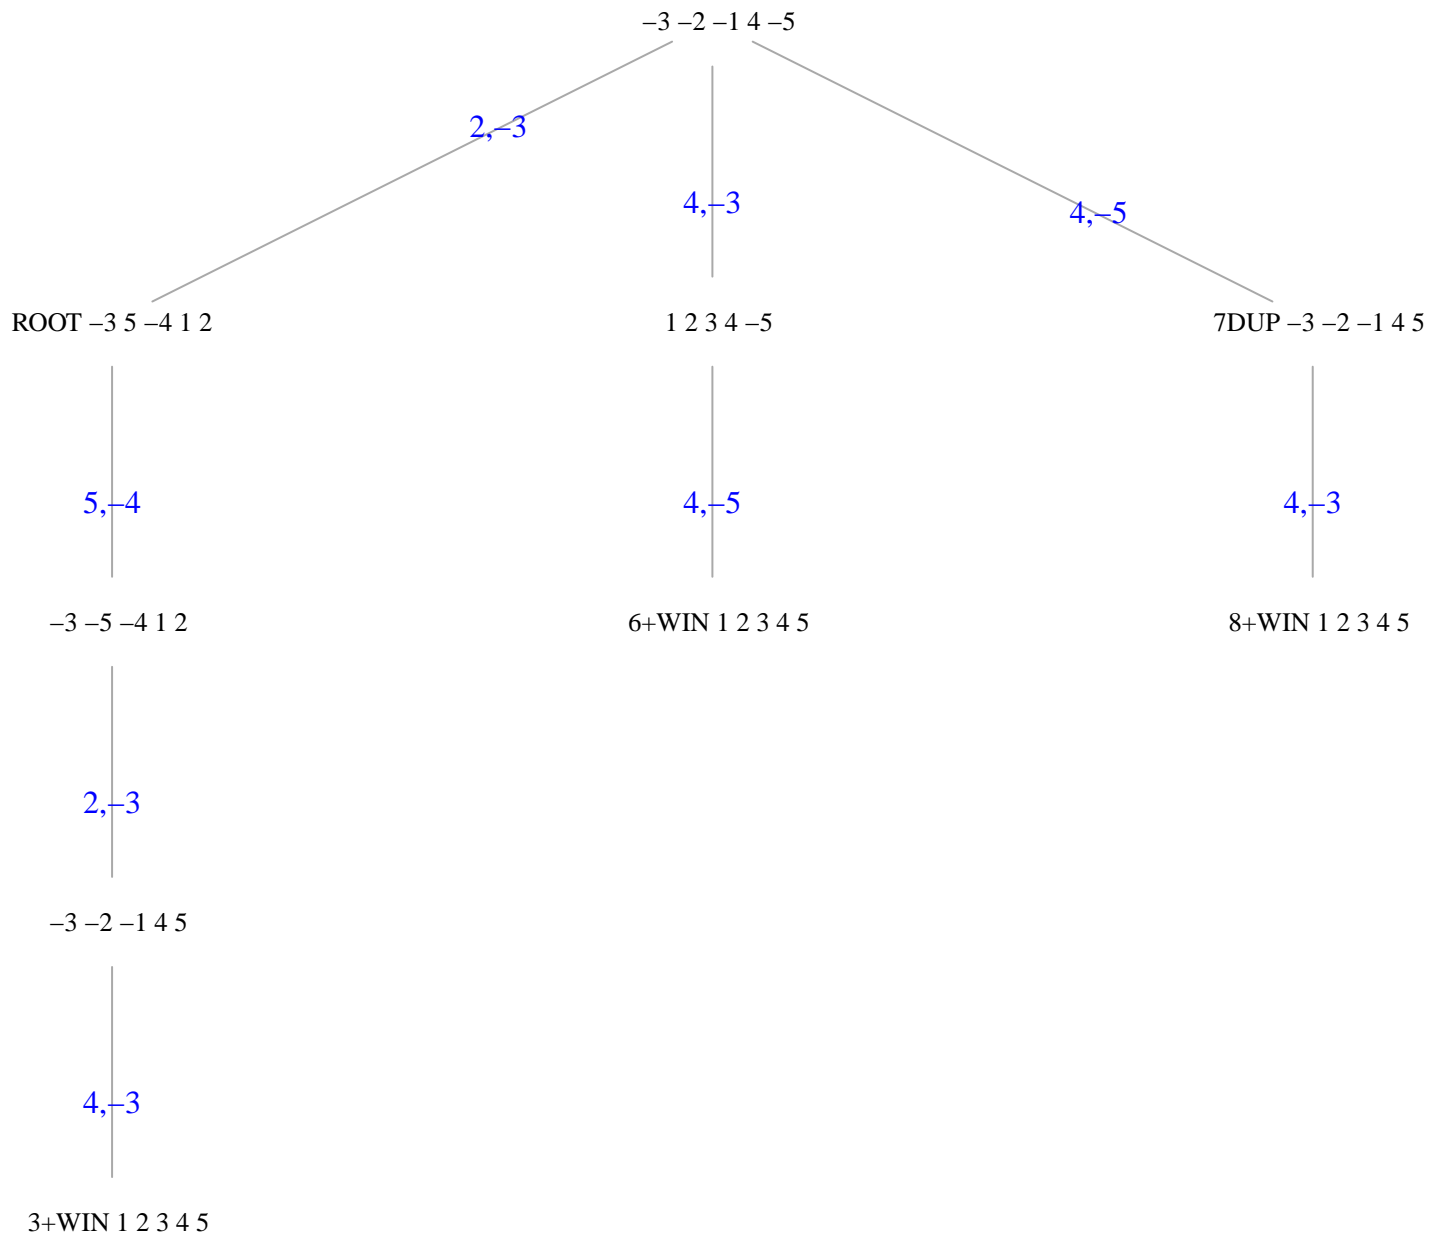 –3 –2 –1 4 –5
2,–3
4,–3
4,–5
ROOT –3 5 –4 1 2
1 2 3 4 –5
7DUP –3 –2 –1 4 5
5,–4
4,–5
4,–3
–3 –5 –4 1 2
6+WIN 1 2 3 4 5
8+WIN 1 2 3 4 5
2,–3
–3 –2 –1 4 5
4,–3
3+WIN 1 2 3 4 5